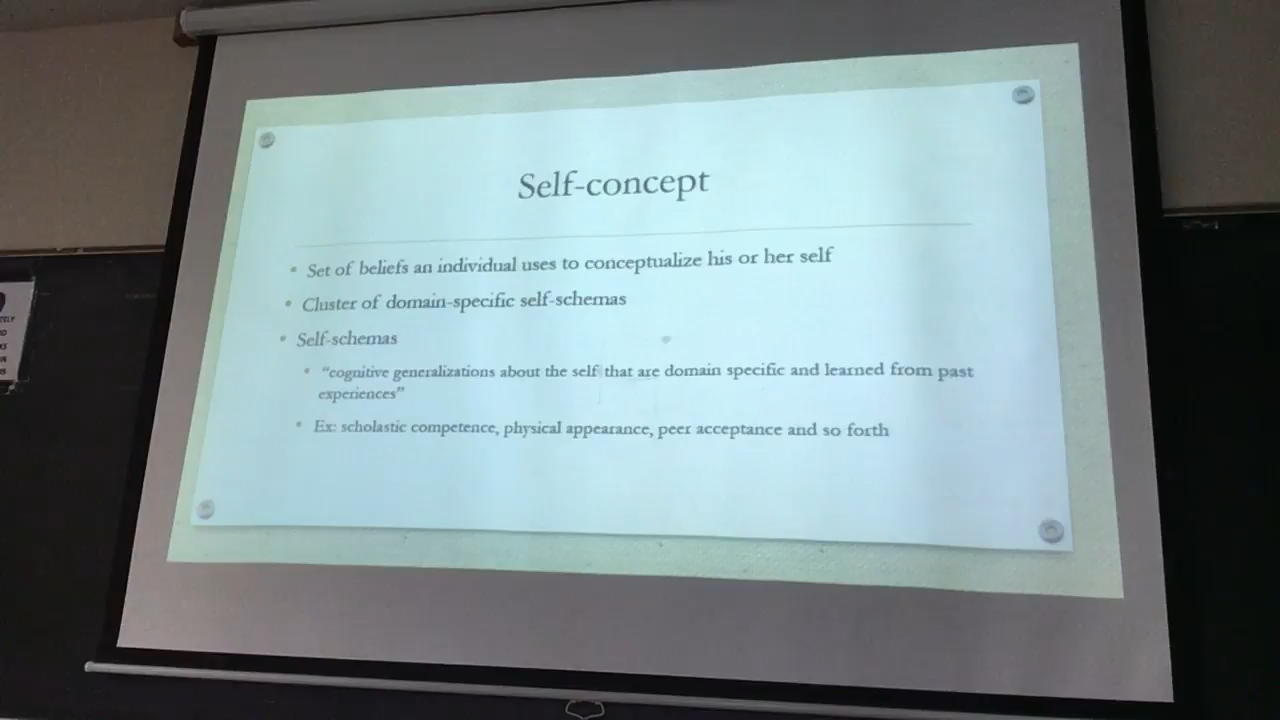 Self-concept
• Set of beliefs an individual uses to conceptualize his or her self
• Cluster of domain-specific self-schemas
• Self-schemas
• “cognitive generalizations about the self that are domain specific and learned from past
experiences”
• Ex: scholastic competence, physical appearance, peer acceptance and so forth